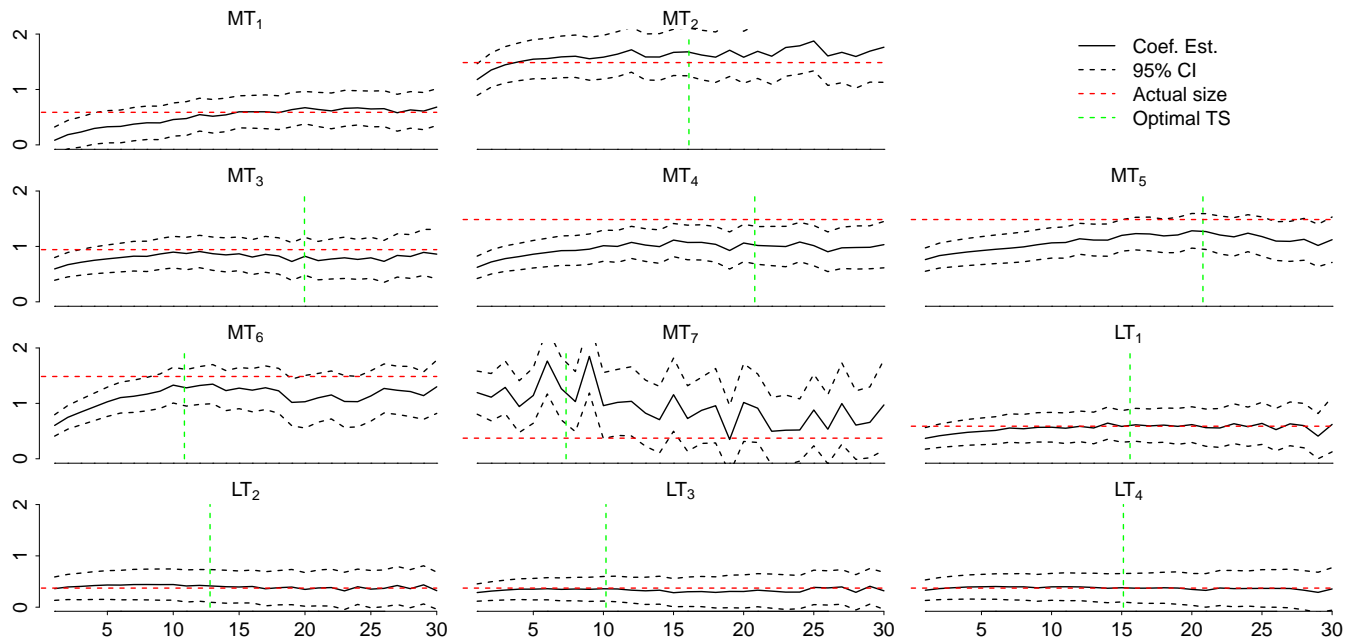 MT1 MT2
Coef. Est.
95% CI
Actual size
Optimal TS
0 1 2
MT3 MT4 MT5
0 1 2
MT6 MT7 LT1
0 1 2
LT2 LT3 LT4
0 1 2
5 10 15 20 25 30 5 10 15 20 25 30 5 10 15 20 25 30